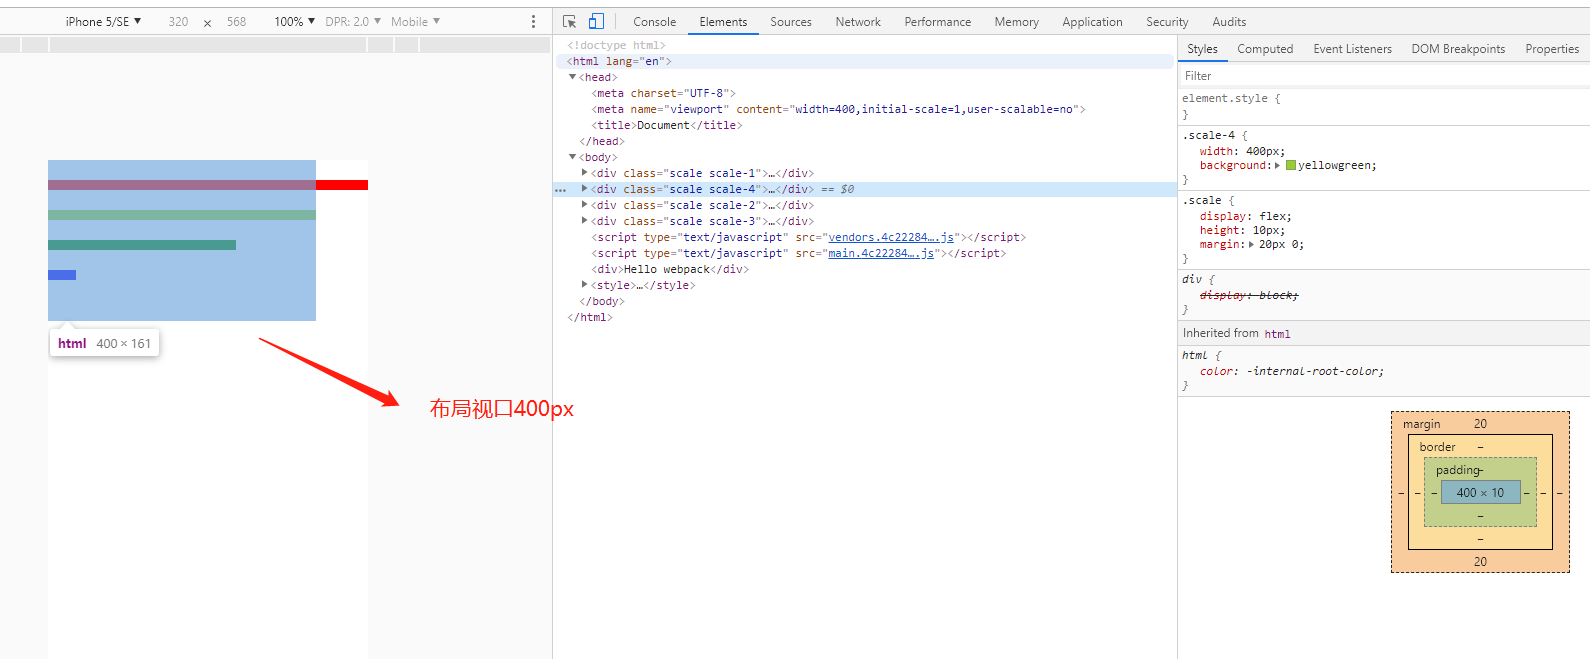 iPhone 5/SE ▼ 320 × 568 100% ▼ DPR: 2.0 ▼ Mobile ▼
Console Elements Sources Network Performance Memory Application Security Audits
html 400 × 161
布局视口400px
<!doctype html>
<html lang="en">
▼<head>
<meta charset="UTF-8">
<meta name="viewport" content="width=400,initial-scale=1,user-scalable=no">
<title>Document</title>
</head>
▼<body>
▶<div class="scale scale-1">…</div>
… ▶<div class="scale scale-4">…</div> == $0
▶<div class="scale scale-2">…</div>
▶<div class="scale scale-3">…</div>
<script type="text/javascript" src="vendors.4c22284….js"></script>
<script type="text/javascript" src="main.4c22284….js"></script>
<div>Hello webpack</div>
▶<style>…</style>
</body>
</html>
Styles Computed Event Listeners DOM Breakpoints Properties
Filter
element.style {
}
.scale-4 {
width: 400px;
background:▶ yellowgreen;
}
.scale {
display: flex;
height: 10px;
margin:▶ 20px 0;
}
div {
display: block;
}
Inherited from html
html {
color: -internal-root-color;
}
margin 20
border –
padding –
– – – 400 × 10 – – –
–
–
20